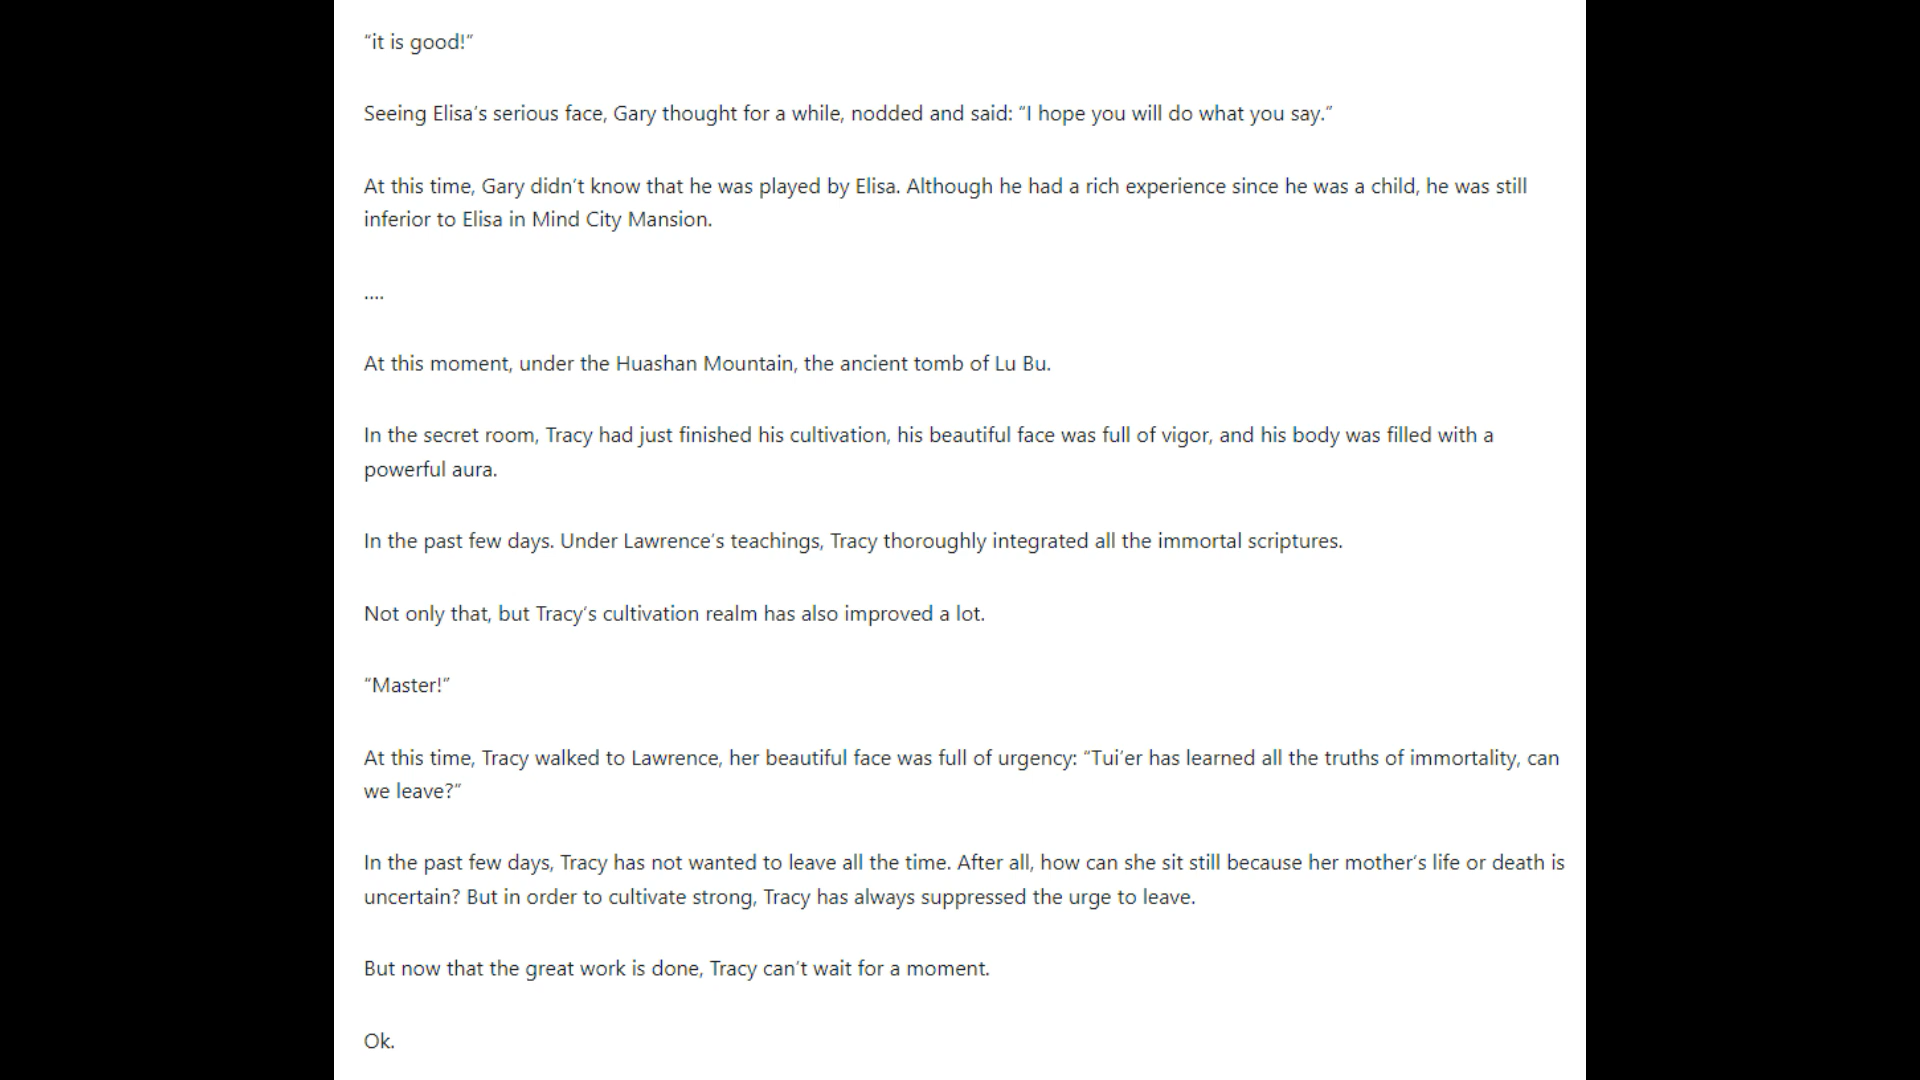 “it is good!”
Seeing Elisa’s serious face, Gary thought for a while, nodded and said: “I hope you will do what you say.”
At this time, Gary didn’t know that he was played by Elisa. Although he had a rich experience since he was a child, he was still
inferior to Elisa in Mind City Mansion.
....
At this moment, under the Huashan Mountain, the ancient tomb of Lu Bu.
In the secret room, Tracy had just finished his cultivation, his beautiful face was full of vigor, and his body was filled with a
powerful aura.
In the past few days. Under Lawrence’s teachings, Tracy thoroughly integrated all the immortal scriptures.
Not only that, but Tracy’s cultivation realm has also improved a lot.
“Master!”
At this time, Tracy walked to Lawrence, her beautiful face was full of urgency: “Tui’er has learned all the truths of immortality, can
we leave?”
In the past few days, Tracy has not wanted to leave all the time. After all, how can she sit still because her mother’s life or death is
uncertain? But in order to cultivate strong, Tracy has always suppressed the urge to leave.
But now that the great work is done, Tracy can’t wait for a moment.
Ok.